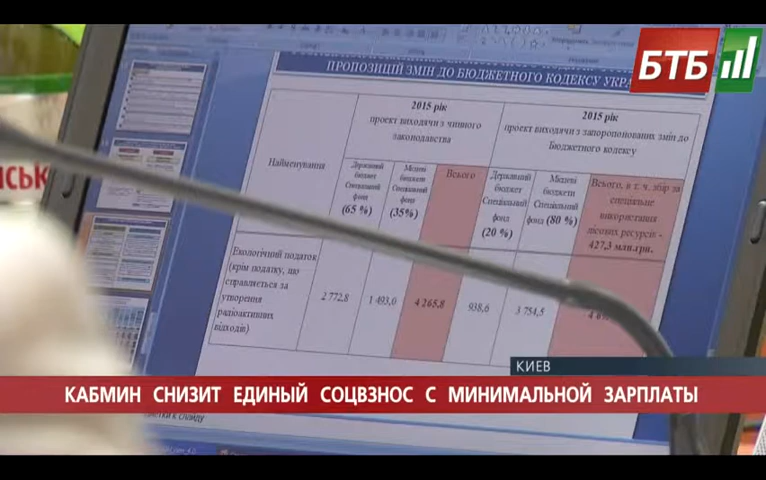 БТБ
ПРОПОЗИЦІЙ ЗМІН ДО БЮДЖЕТНОГО КОДЕКСУ
Найменування
2015 рік
проект виходячи з чинного
законодавства
2015 рік
проект виходячи з запропонованих змін до
Бюджетного кодексу
Державний
бюджет
Спеціальний
фонд
(65 %)
Місцеві
бюджети
Спеціальний
фонд
(35%)
Всього
Державний
бюджет
Спеціальний
фонд
(20 %)
Місцеві
бюджети
Спеціальний
фонд (80 %)
Всього, в т. ч. збір за
спеціальне
використання
лісових ресурсів -
427,3 млн.грн.
Екологічний податок
(крім податку, що
справляється за
утворення
радіоактивних
відходів)
2 772,8
1 493,0
4 265,8
938,6
3 754,5
КИЕВ
КАБМИН СНИЗИТ ЕДИНЫЙ СОЦВЗНОС С МИНИМАЛЬНОЙ ЗАРПЛАТЫ